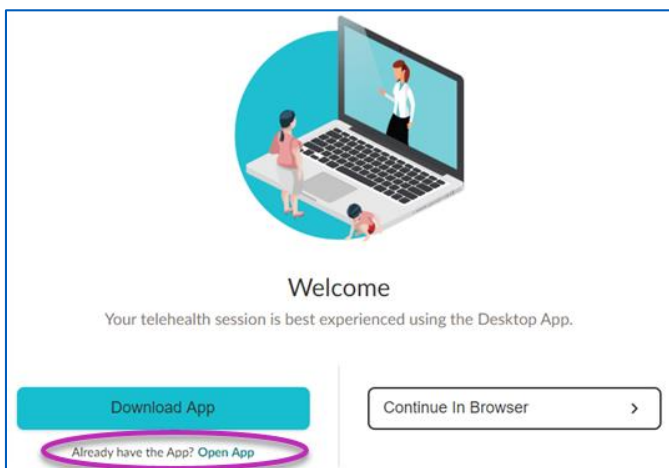 Welcome
Your telehealth session is best experienced using the Desktop App.
Download App
Continue In Browser
Already have the App? Open App